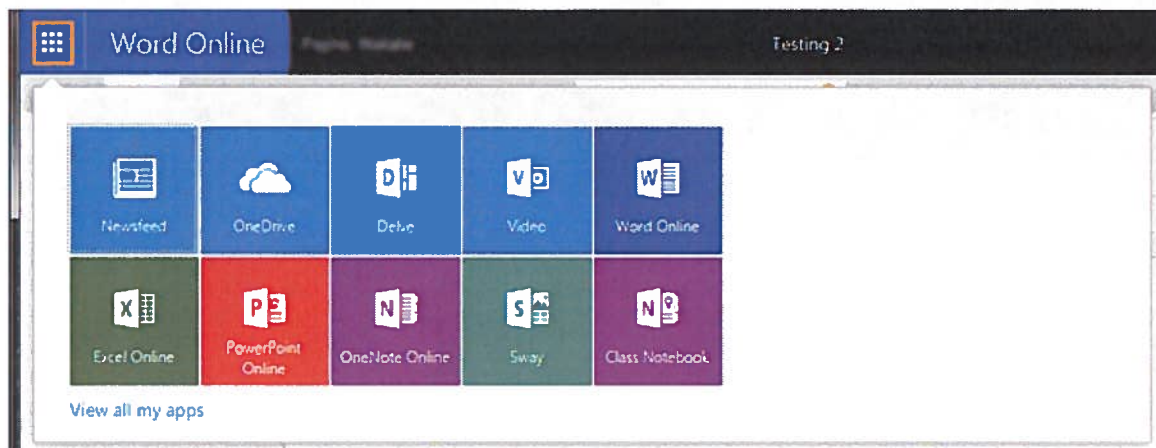 Word Online
Testing 2
Newsfeed
OneDrive
Delve
Video
Word Online
Excel Online
PowerPoint
Online
OneNote Online
Sway
Class Notebook
View all my apps